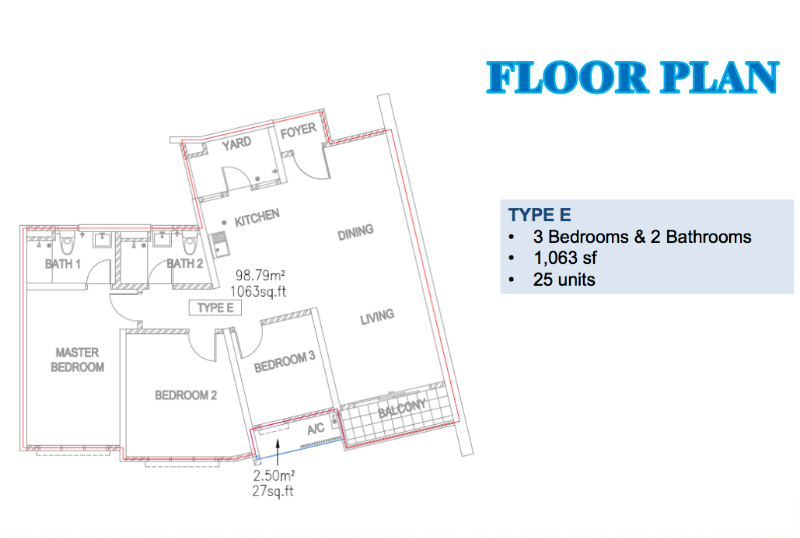 FLOOR PLAN
FOYER
YARD
KITCHEN
DINING
BATH 1
BATH 2
98.79m²
1063sq.ft
TYPE E
LIVING
MASTER
BEDROOM
BEDROOM 3
BEDROOM 2
BALCONY
A/C
2.50m²
27sq.ft
TYPE E
• 3 Bedrooms & 2 Bathrooms
• 1,063 sf
• 25 units